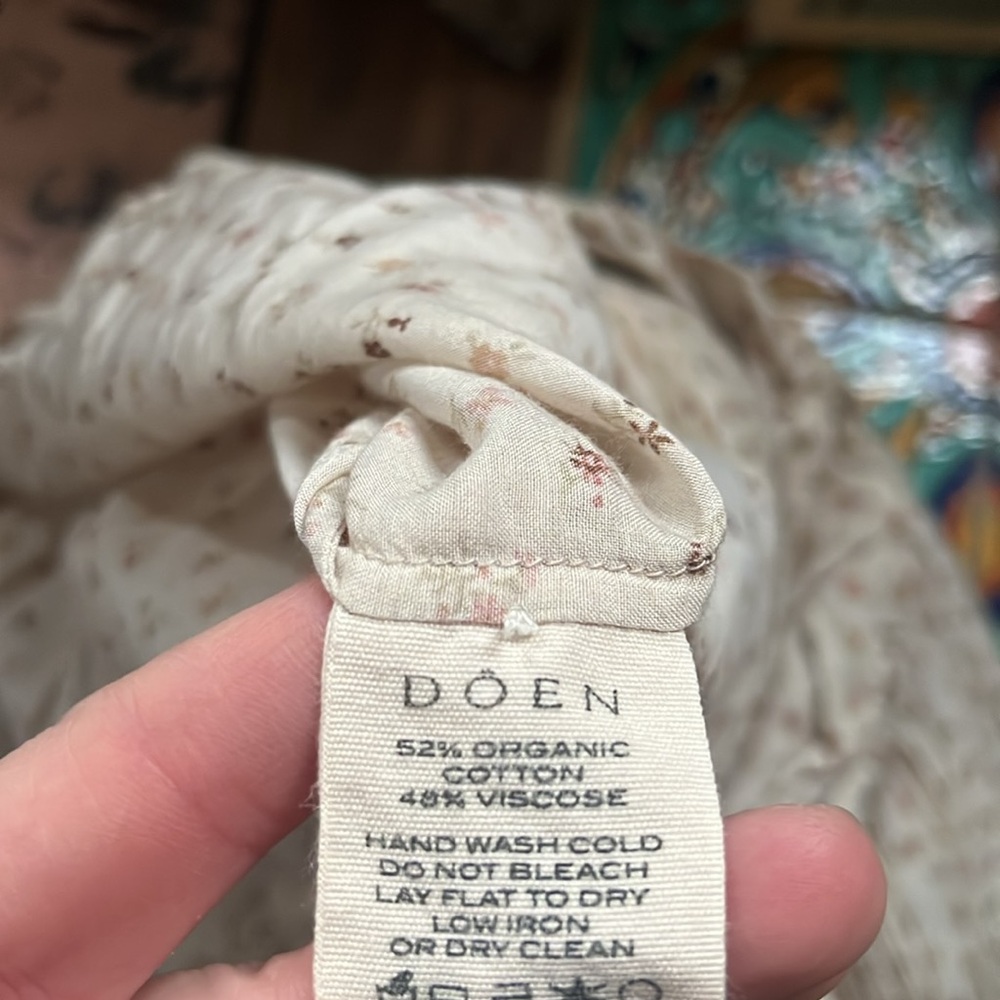 DÔEN
52% ORGANIC
COTTON
48% VISCOSE
HAND WASH COLD
DO NOT BLEACH
LAY FLAT TO DRY
LOW IRON
OR DRY CLEAN